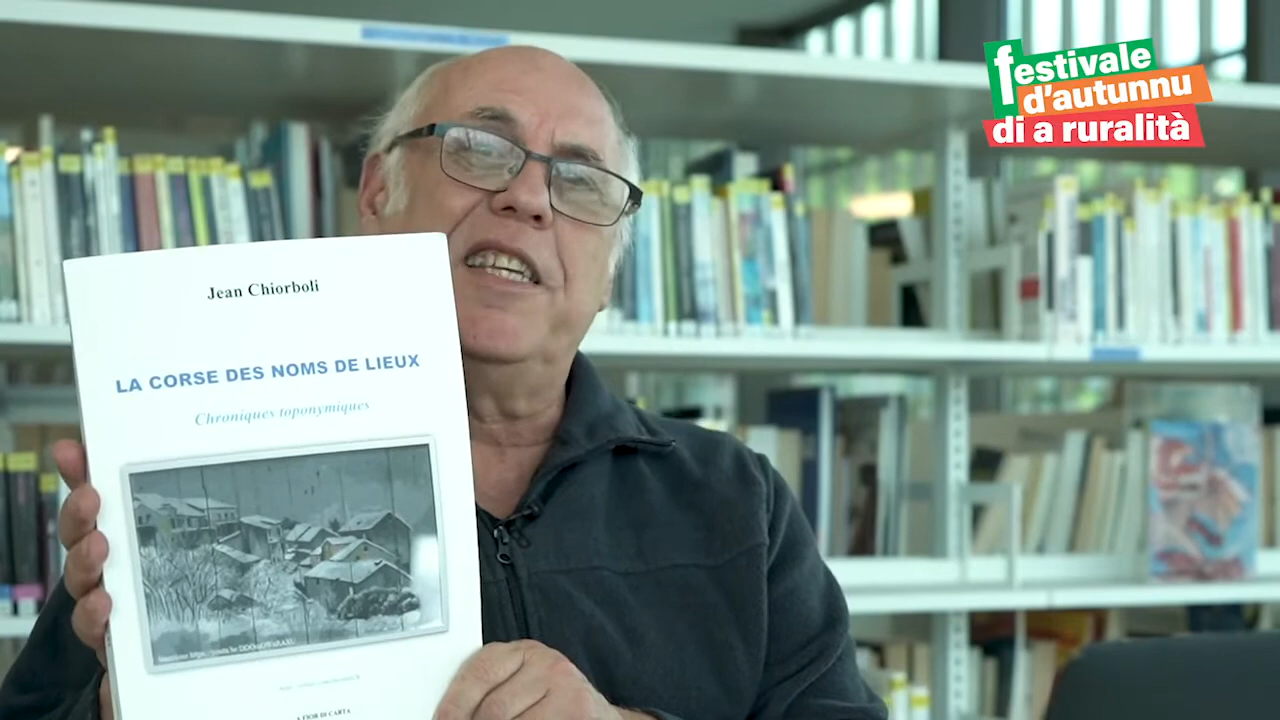 festivale
d'autunnu
di a ruralità
Jean Chiorboli
LA CORSE DES NOMS DE LIEUX
Chroniques toponymiques
A FIOR DI CARTA